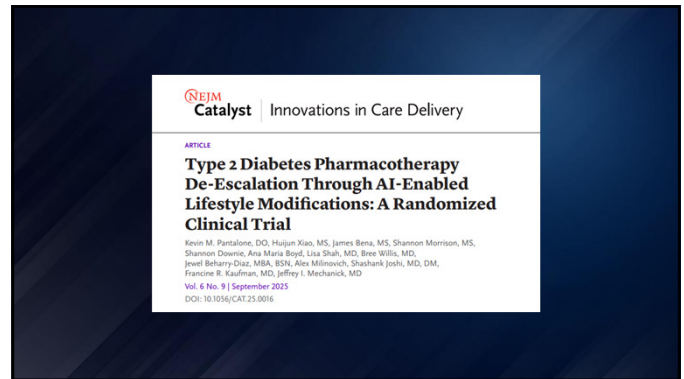 NEJM
Catalyst | Innovations in Care Delivery
ARTICLE
Type 2 Diabetes Pharmacotherapy
De-Escalation Through AI-Enabled
Lifestyle Modifications: A Randomized
Clinical Trial
Kevin M. Pantalone, DO, Huijun Xiao, MS, James Bena, MS, Shannon Morrison, MS,
Shannon Downie, Ana Maria Boyd, Lisa Shah, MD, Bree Willis, MD,
Jewel Beharry-Diaz, MBA, BSN, Alex Milinovich, Shashank Joshi, MD, DM,
Francine R. Kaufman, MD, Jeffrey I. Mechanick, MD
Vol. 6 No. 9 | September 2025
DOI: 10.1056/CAT.25.0016